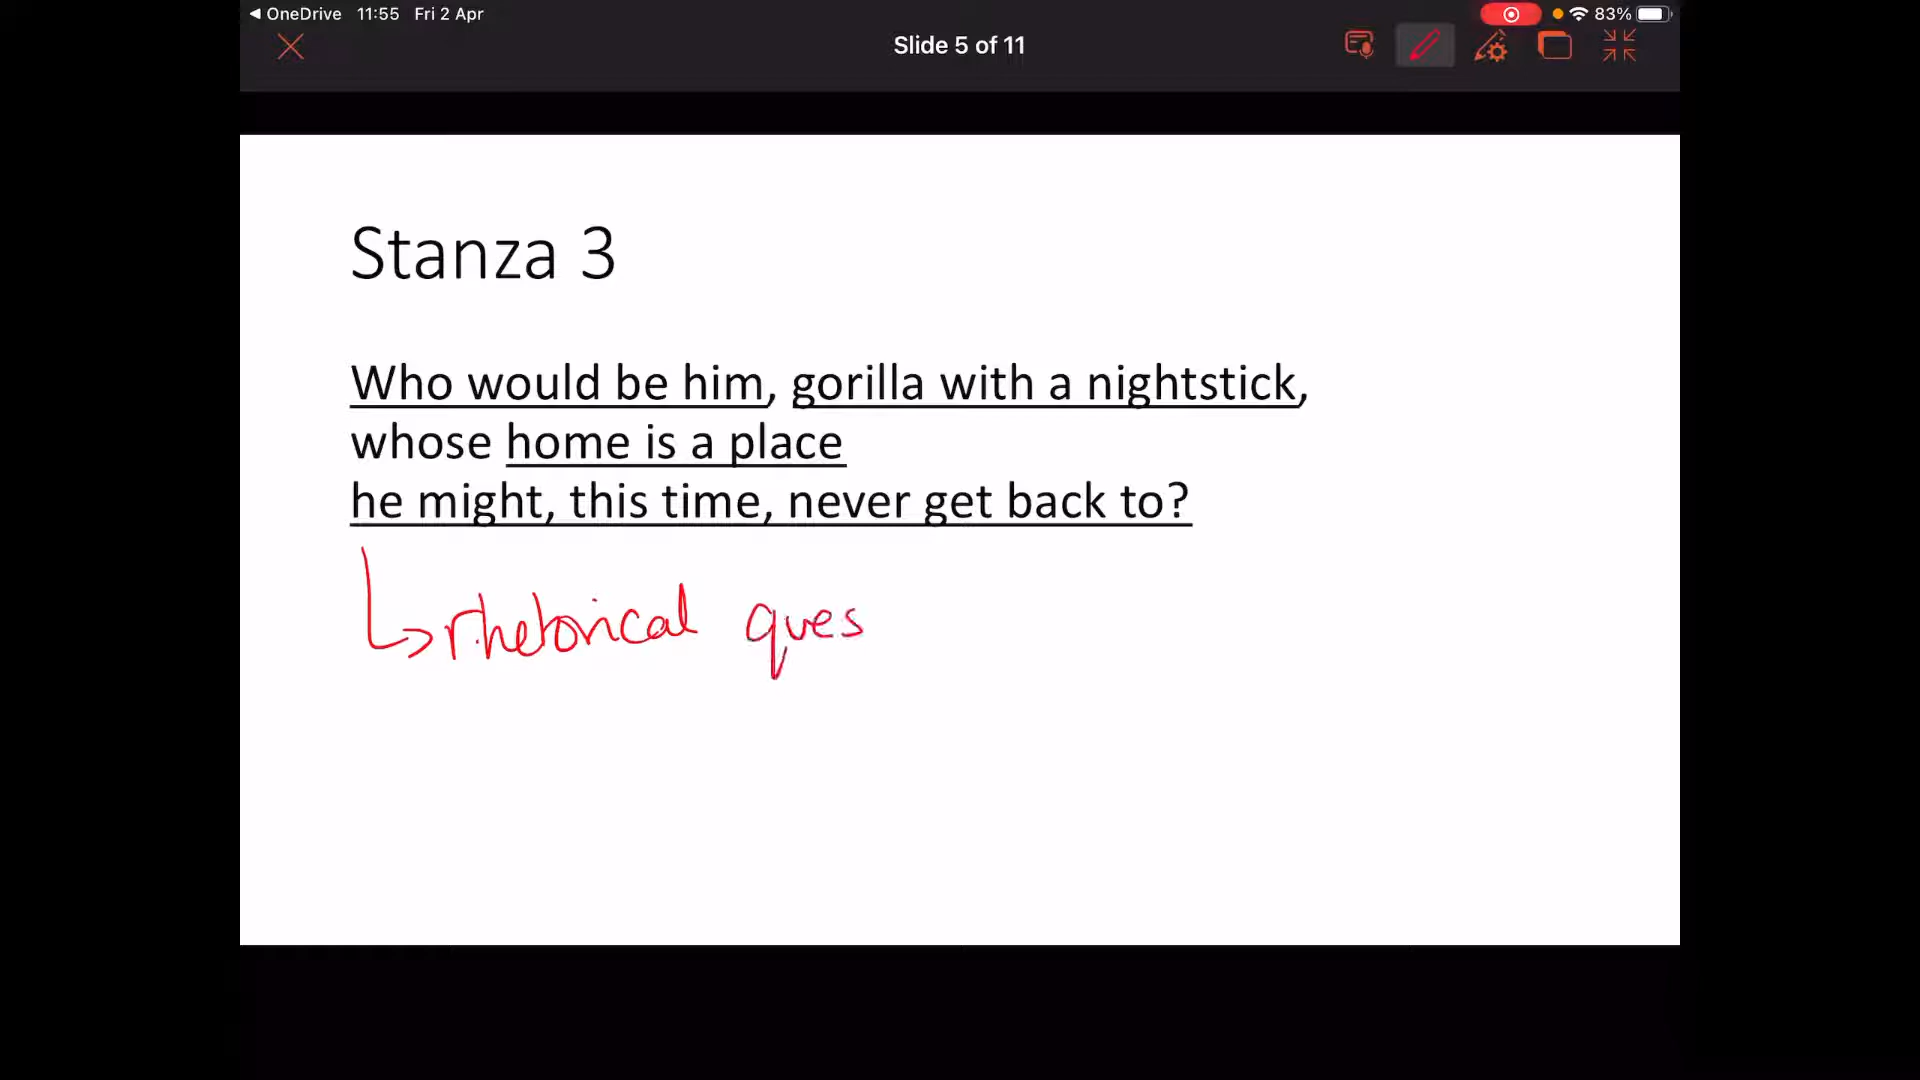 OneDrive 11:55 Fri 2 Apr 83%
Slide 5 of 11
Stanza 3
Who would be him, gorilla with a nightstick,
whose home is a place
he might, this time, never get back to?
rhetorical ques